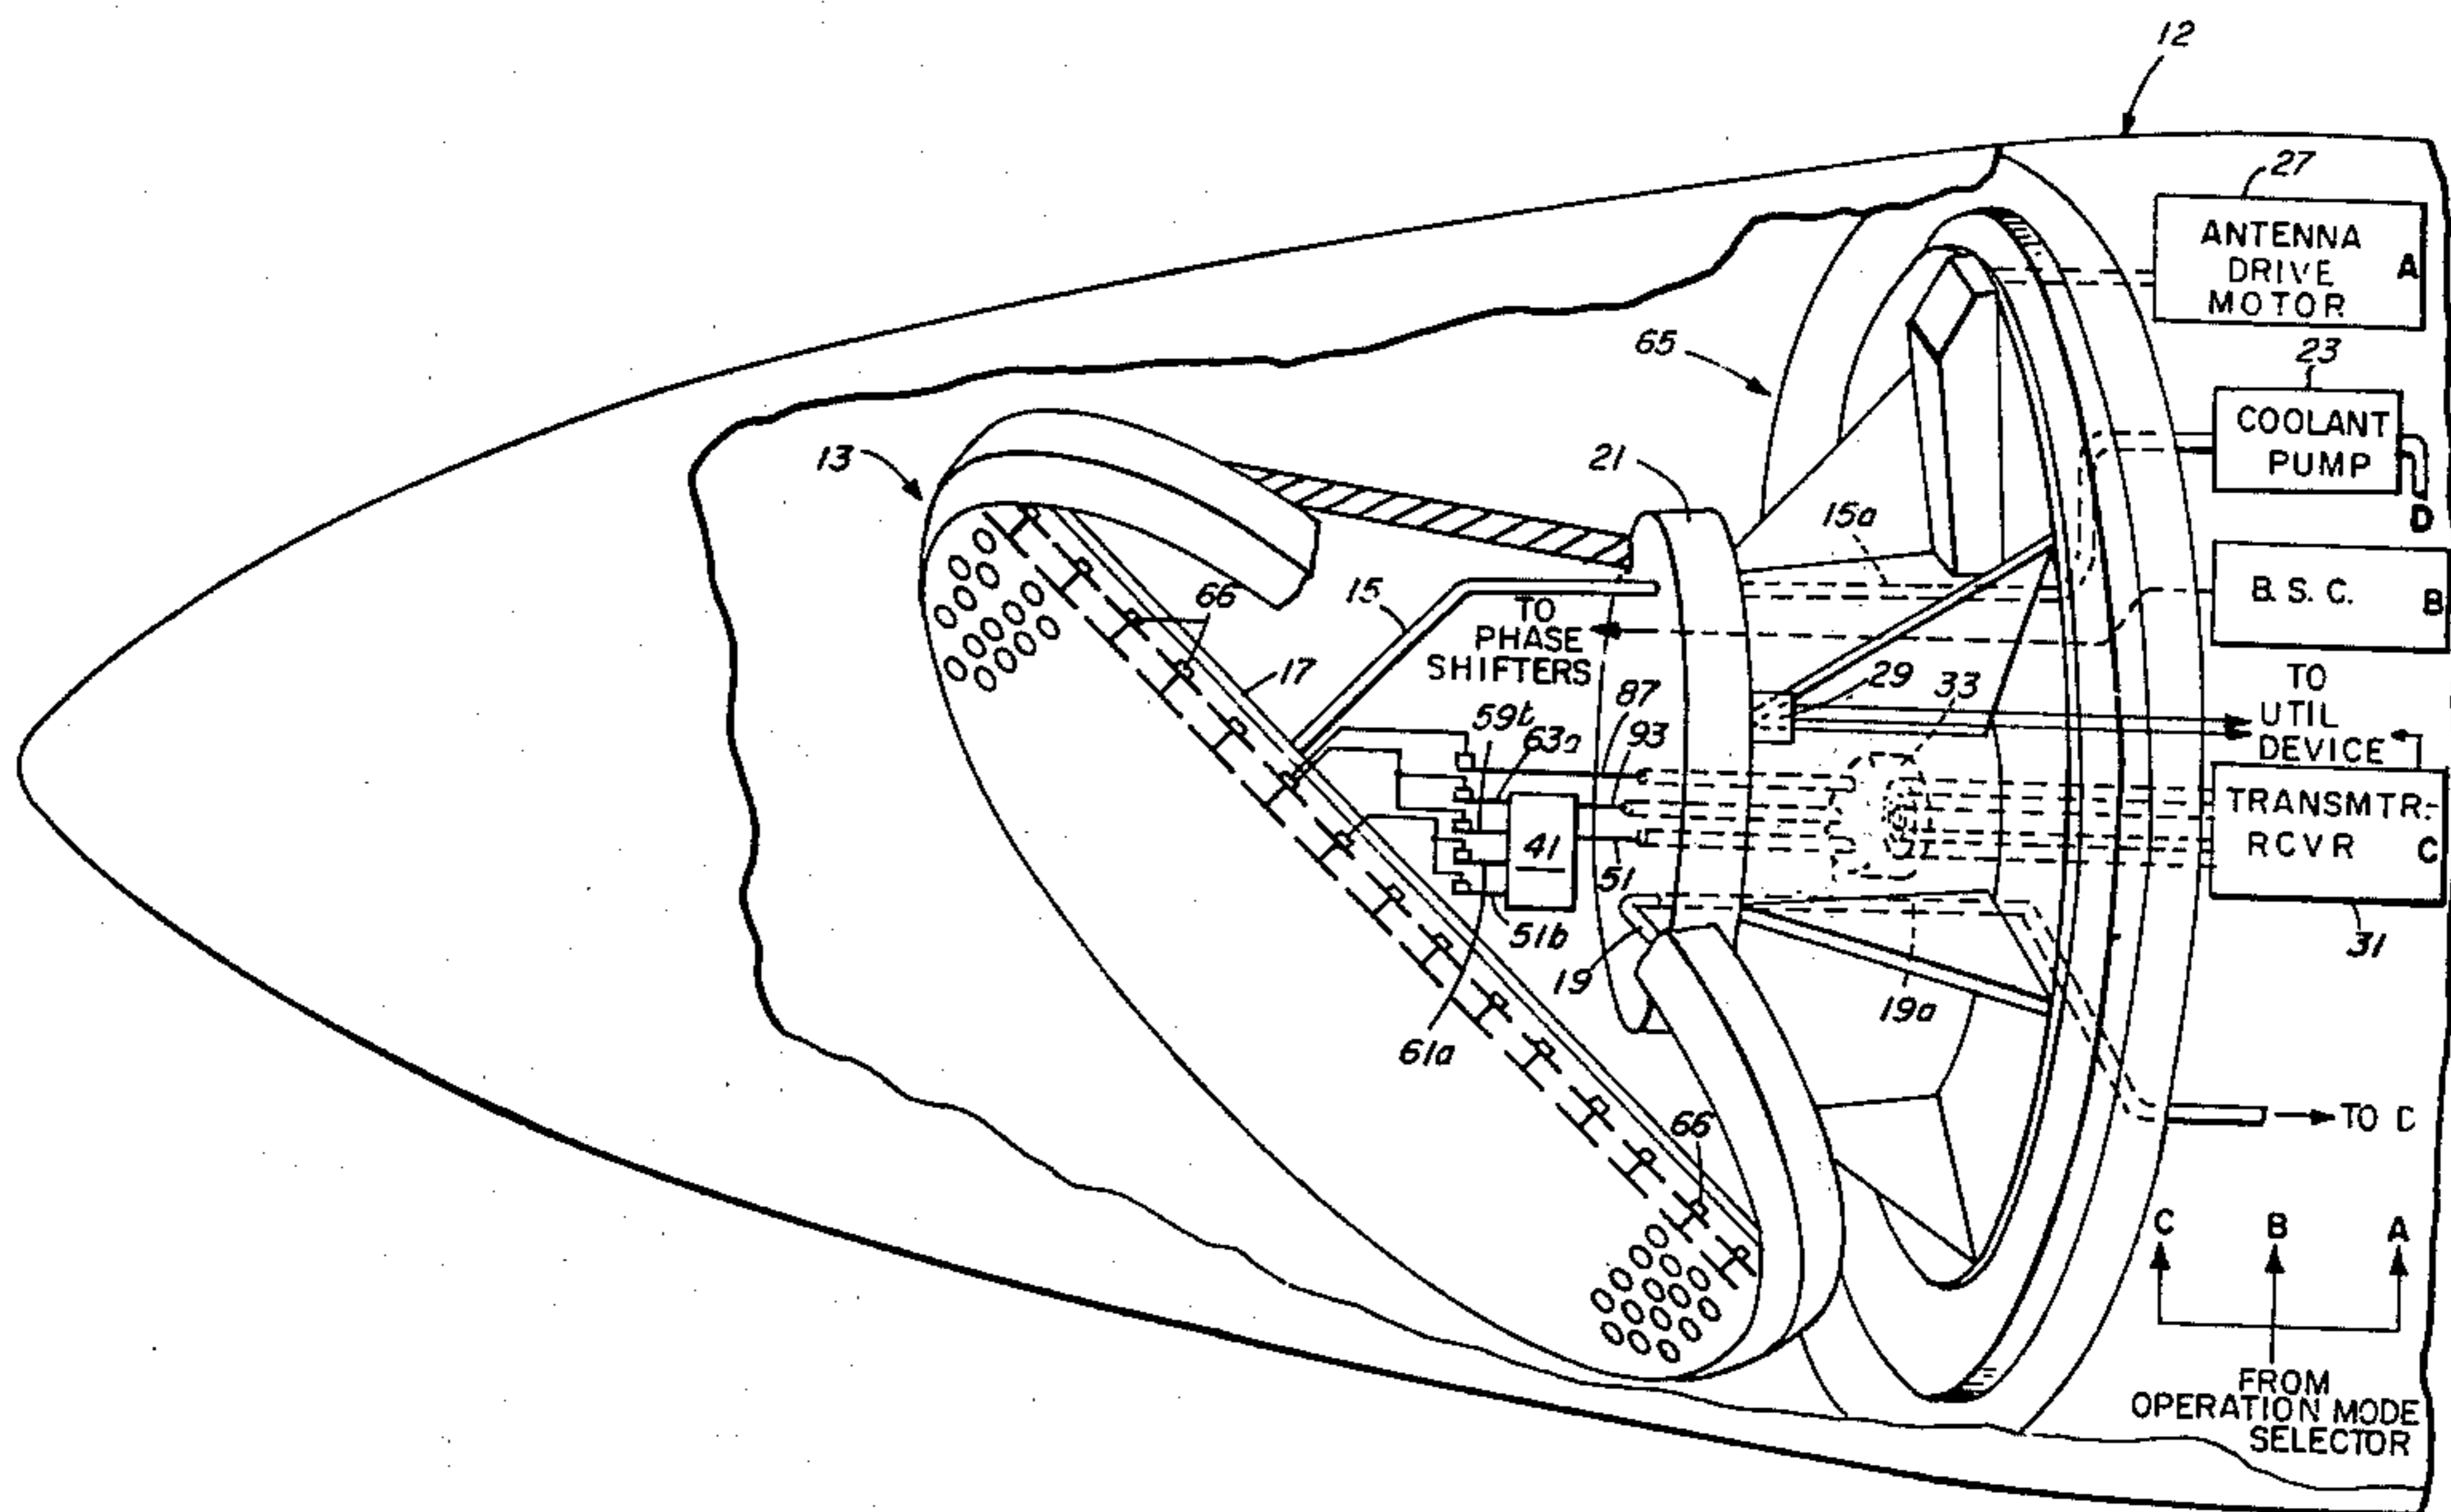 12
27
ANTENNA
DRIVE
MOTOR
A
23
COOLANT
PUMP
D
65
13
21
15a
15
66
B. S. C.
B
TO
PHASE
SHIFTERS
17
29
33
TO
UTIL
DEVICE
87
59b
63a
93
TRANSMTR-
RCVR
C
41
51
51b
31
19
19a
61a
66
TO D
C
B
A
FROM
OPERATION MODE
SELECTOR